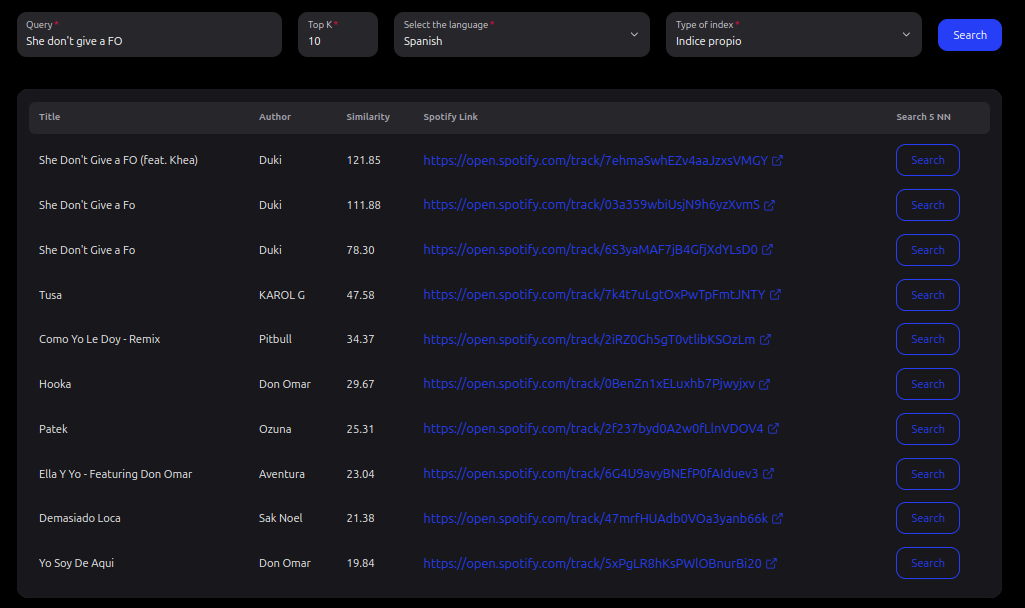 Query*
She don't give a FO
Top K*
10
Select the language*
Spanish
Type of index*
Indice propio
Search
Title Author Similarity Spotify Link Search 5 NN
She Don't Give a FO (feat. Khea) Duki 121.85 https://open.spotify.com/track/7ehmaSwhEZv4aaJzxsVMGY Search
She Don't Give a Fo Duki 111.88 https://open.spotify.com/track/03a359wbiUsjN9h6yzXvmS Search
She Don't Give a Fo Duki 78.30 https://open.spotify.com/track/6S3yaMAF7jB4GfjXdYLsD0 Search
Tusa KAROL G 47.58 https://open.spotify.com/track/7k4t7uLgtOxPwTpFmtJNTY Search
Como Yo Le Doy - Remix Pitbull 34.37 https://open.spotify.com/track/2iRZ0Gh5gT0vtlibKSOzLm Search
Hooka Don Omar 29.67 https://open.spotify.com/track/0BenZn1xELuxhb7Pjwyjxv Search
Patek Ozuna 25.31 https://open.spotify.com/track/2f237byd0A2w0fLlnVDOV4 Search
Ella Y Yo - Featuring Don Omar Aventura 23.04 https://open.spotify.com/track/6G4U9avyBNEfP0fAIduev3 Search
Demasiado Loca Sak Noel 21.38 https://open.spotify.com/track/47mrfHUAdb0VOa3yanb66k Search
Yo Soy De Aqui Don Omar 19.84 https://open.spotify.com/track/5xPgLR8hKsPWlOBnurBi20 Search